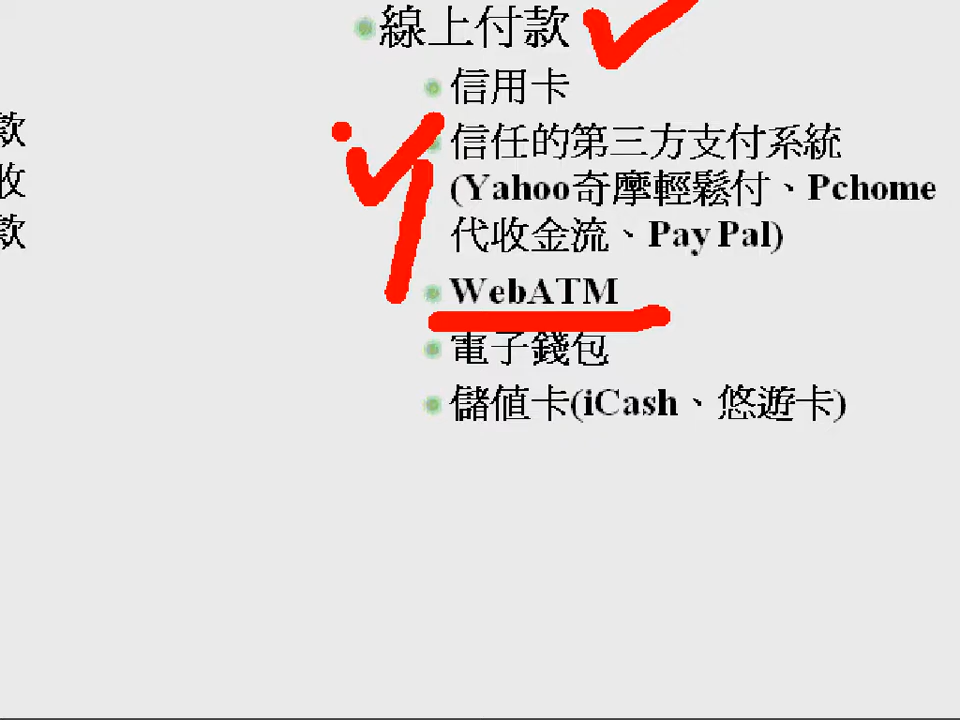 線上付款
信用卡
款
信任的第三方支付系統
收
(Yahoo奇摩輕鬆付、Pchome
款
代收金流、PayPal)
WebATM
電子錢包
儲值卡(iCash、悠遊卡)